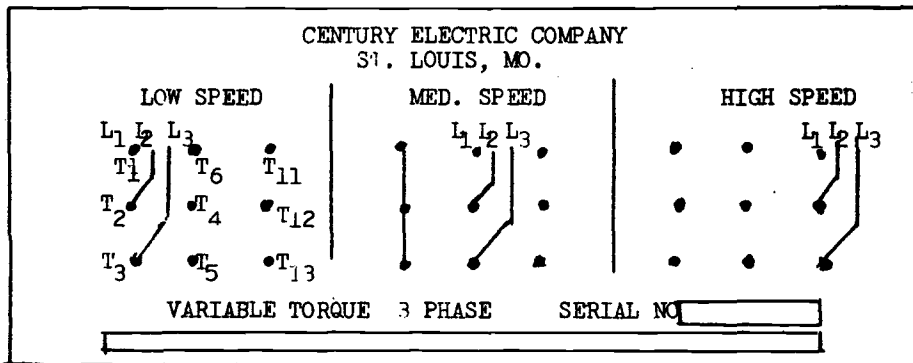 CENTURY ELECTRIC COMPANY
ST. LOUIS, MO.
LOW SPEED MED. SPEED HIGH SPEED
L1 L2 L3 L1 L2 L3 L1 L2 L3
T1 T6 T11
T2 T4 T12
T3 T5 T13
VARIABLE TORQUE 3 PHASE SERIAL NO